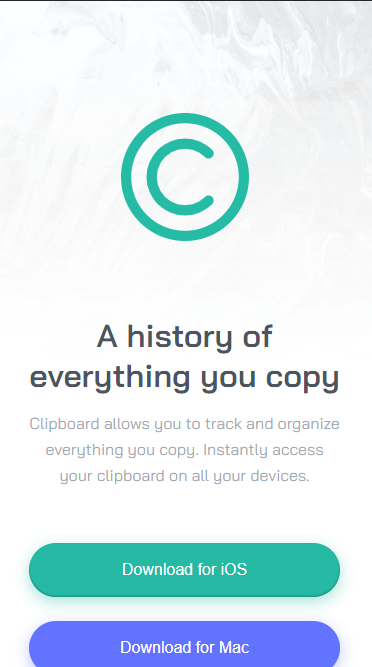 A history of
everything you copy
Clipboard allows you to track and organize
everything you copy. Instantly access
your clipboard on all your devices.
Download for iOS
Download for Mac